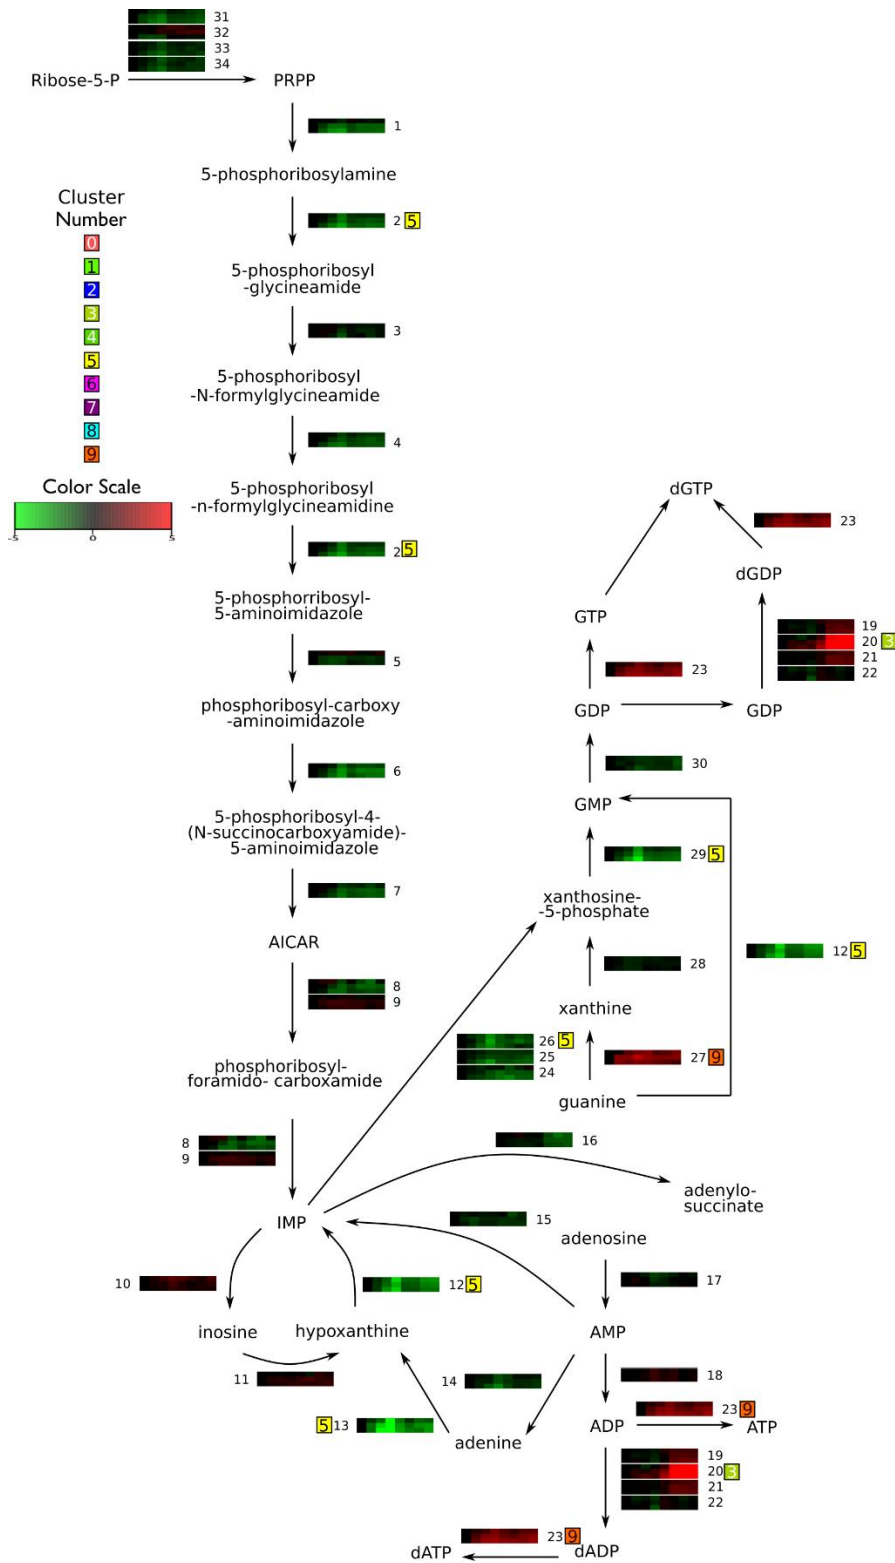 31
32
33
34
Ribose-5-P
PRPP
1
5-phosphoribosylamine
Cluster
Number
0
1
2
3
4
5
6
7
8
9
Color Scale
-5 0 5
2 5
5-phosphoribosyl
-glycineamide
3
5-phosphoribosyl
-N-formylglycineamide
4
5-phosphoribosyl
-n-formylglycineamidine
2 5
5-phosphorribosyl-
5-aminoimidazole
5
phosphoribosyl-carboxy
-aminoimidazole
6
5-phosphoribosyl-4-
(N-succinocarboxyamide)-
5-aminoimidazole
7
AICAR
8
9
phosphoribosyl-
foramido- carboxamide
8
9
IMP
dGTP
23
dGDP
GTP
19
20 3
21
22
23
GDP
GDP
30
GMP
29 5
xanthosine-
-5-phosphate
12 5
28
xanthine
26 5
25
24
27 9
guanine
16
adenylo-
succinate
15
adenosine
17
10
12 5
inosine
hypoxanthine
AMP
11
14
18
5 13
adenine
23 9
ADP
ATP
19
20 3
21
22
23 9
dATP
dADP